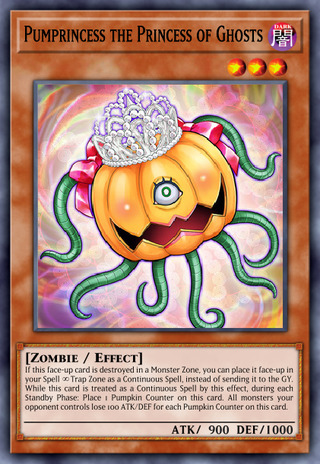 Pumprincess the Princess of Ghosts
DARK
闇
[Zombie / Effect]
If this face-up card is destroyed in a Monster Zone, you can place it face-up in
your Spell & Trap Zone as a Continuous Spell, instead of sending it to the GY.
While this card is treated as a Continuous Spell by this effect, during each
Standby Phase: Place 1 Pumpkin Counter on this card. All monsters your
opponent controls lose 100 ATK/DEF for each Pumpkin Counter on this card.
ATK/ 900 DEF/1000